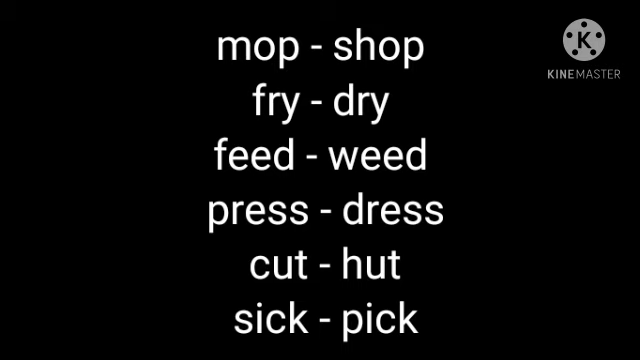 mop - shop
fry - dry
feed - weed
press - dress
cut - hut
sick - pick
K
KINEMASTER